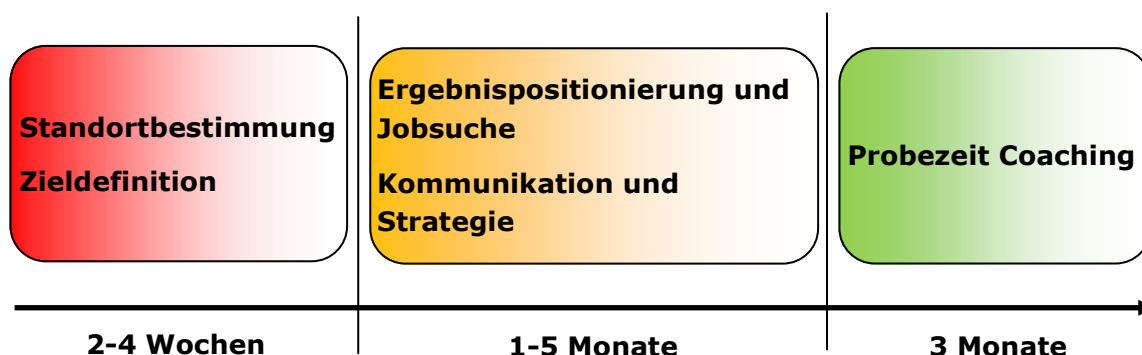 Standortbestimmung
Zieldefinition
Ergebnispositionierung und
Jobsuche
Kommunikation und
Strategie
Probezeit Coaching
2-4 Wochen
1-5 Monate
3 Monate